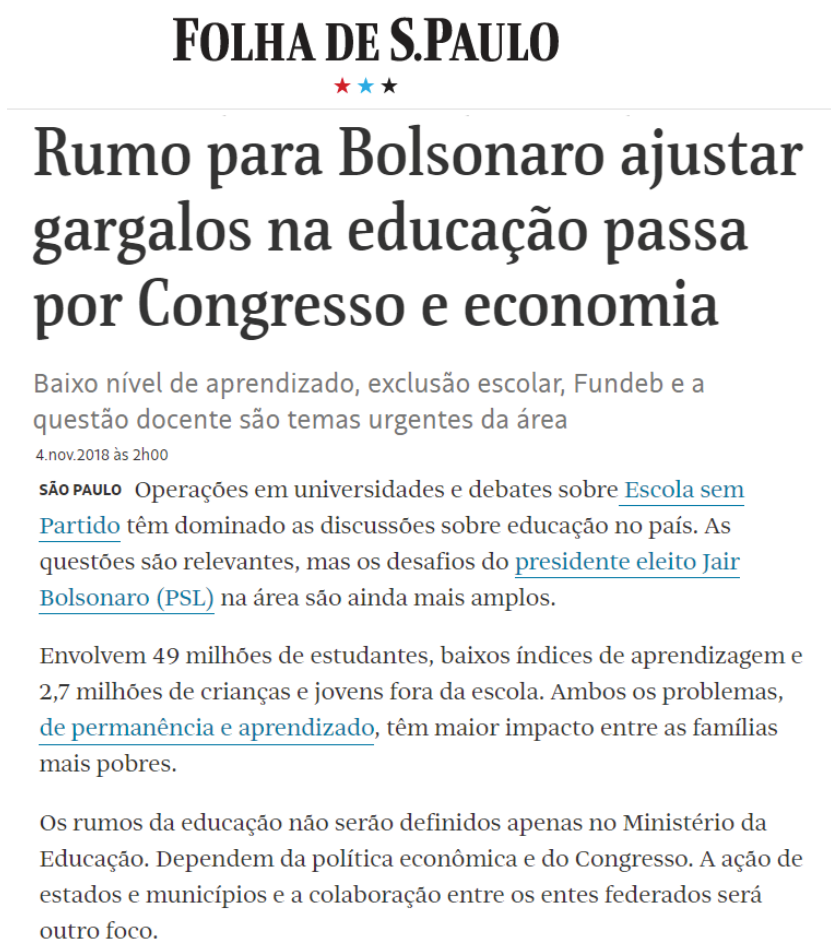 FOLHA DE S.PAULO
Rumo para Bolsonaro ajustar
gargalos na educação passa
por Congresso e economia
Baixo nível de aprendizado, exclusão escolar, Fundeb e a
questão docente são temas urgentes da área
4.nov.2018 às 2h00
SÃO PAULO Operações em universidades e debates sobre Escola sem
Partido têm dominado as discussões sobre educação no país. As
questões são relevantes, mas os desafios do presidente eleito Jair
Bolsonaro (PSL) na área são ainda mais amplos.
Envolvem 49 milhões de estudantes, baixos índices de aprendizagem e
2,7 milhões de crianças e jovens fora da escola. Ambos os problemas,
de permanência e aprendizado, têm maior impacto entre as famílias
mais pobres.
Os rumos da educação não serão definidos apenas no Ministério da
Educação. Dependem da política econômica e do Congresso. A ação de
estados e municípios e a colaboração entre os entes federados será
outro foco.